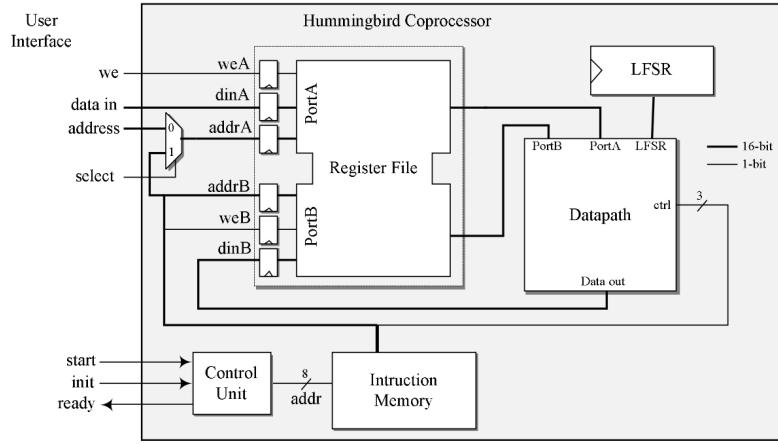 User
Interface
Hummingbird Coprocessor
we
data in
address
select
0
1
weA
dinA
addrA
addrB
weB
dinB
PortA
PortB
Register File
LFSR
PortB PortA LFSR
Datapath
ctrl
3
Data out
16-bit
1-bit
start
init
ready
Control
Unit
8
addr
Intruction
Memory